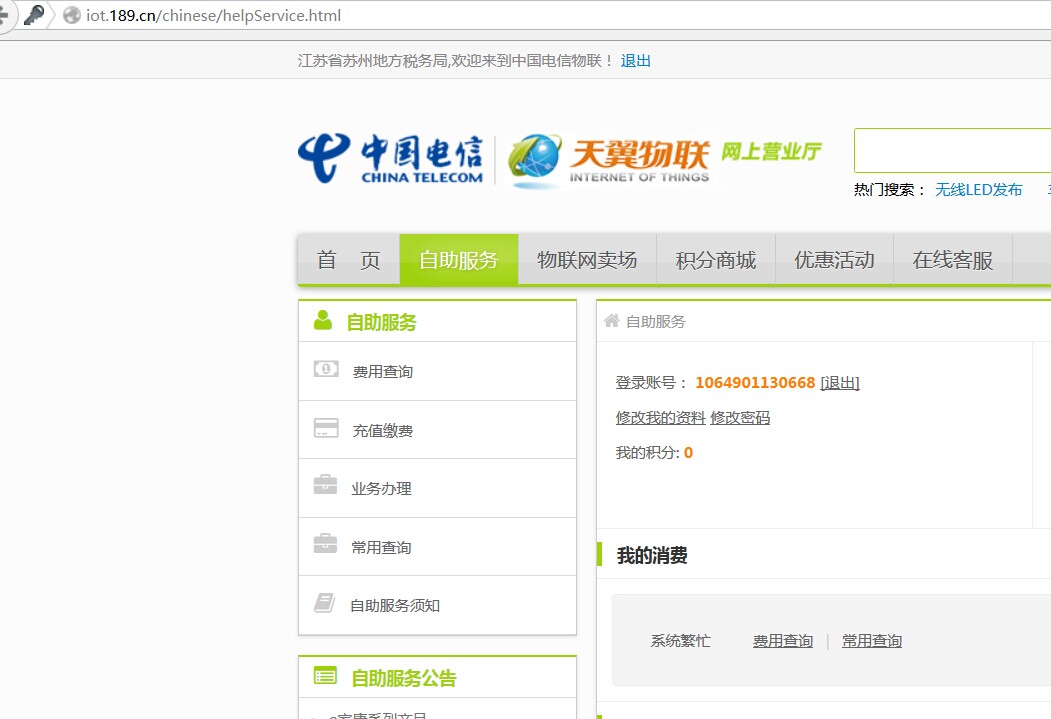 iot.189.cn/chinese/helpService.html
江苏省苏州地方税务局,欢迎来到中国电信物联！ 退出
中国电信 CHINA TELECOM 天翼物联 INTERNET OF THINGS 网上营业厅
热门搜索： 无线LED发布
首 页 自助服务 物联网卖场 积分商城 优惠活动 在线客服
自助服务
费用查询
充值缴费
业务办理
常用查询
自助服务须知
自助服务公告
自助服务
登录账号： 1064901130668 [退出]
修改我的资料 修改密码
我的积分: 0
我的消费
系统繁忙 费用查询 | 常用查询